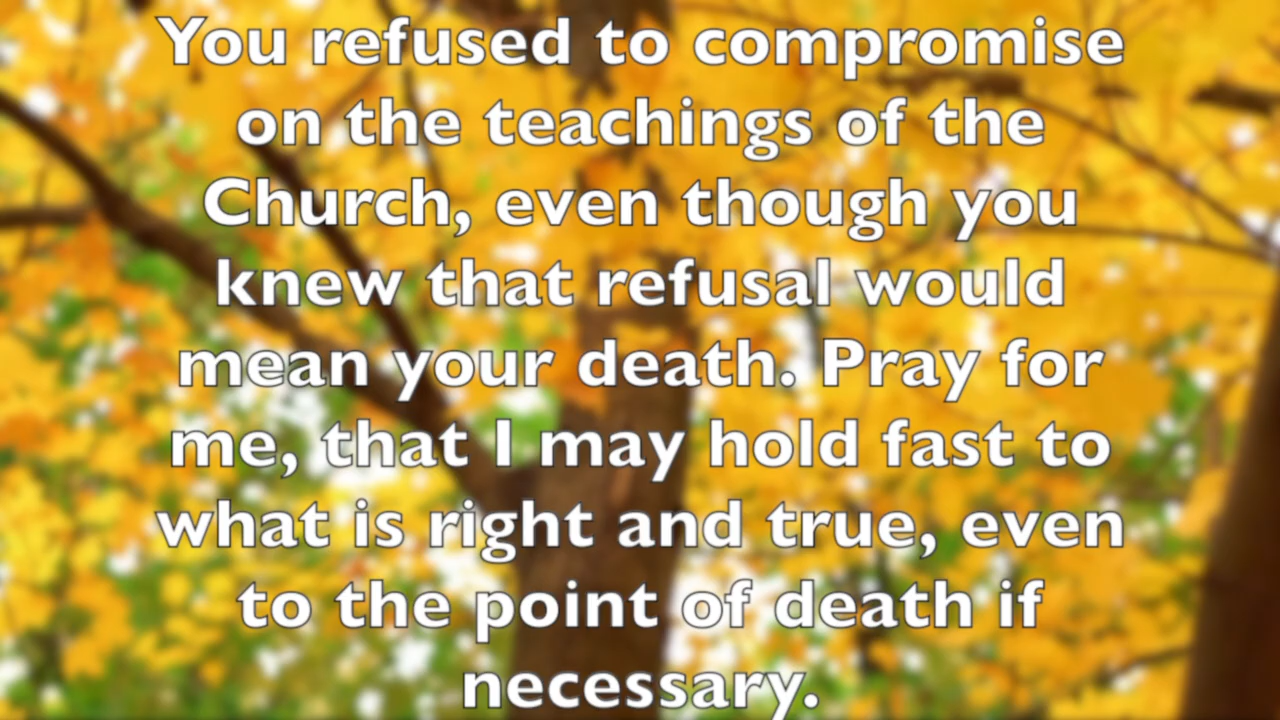 You refused to compromise
on the teachings of the
Church, even though you
knew that refusal would
mean your death. Pray for
me, that I may hold fast to
what is right and true, even
to the point of death if
necessary.